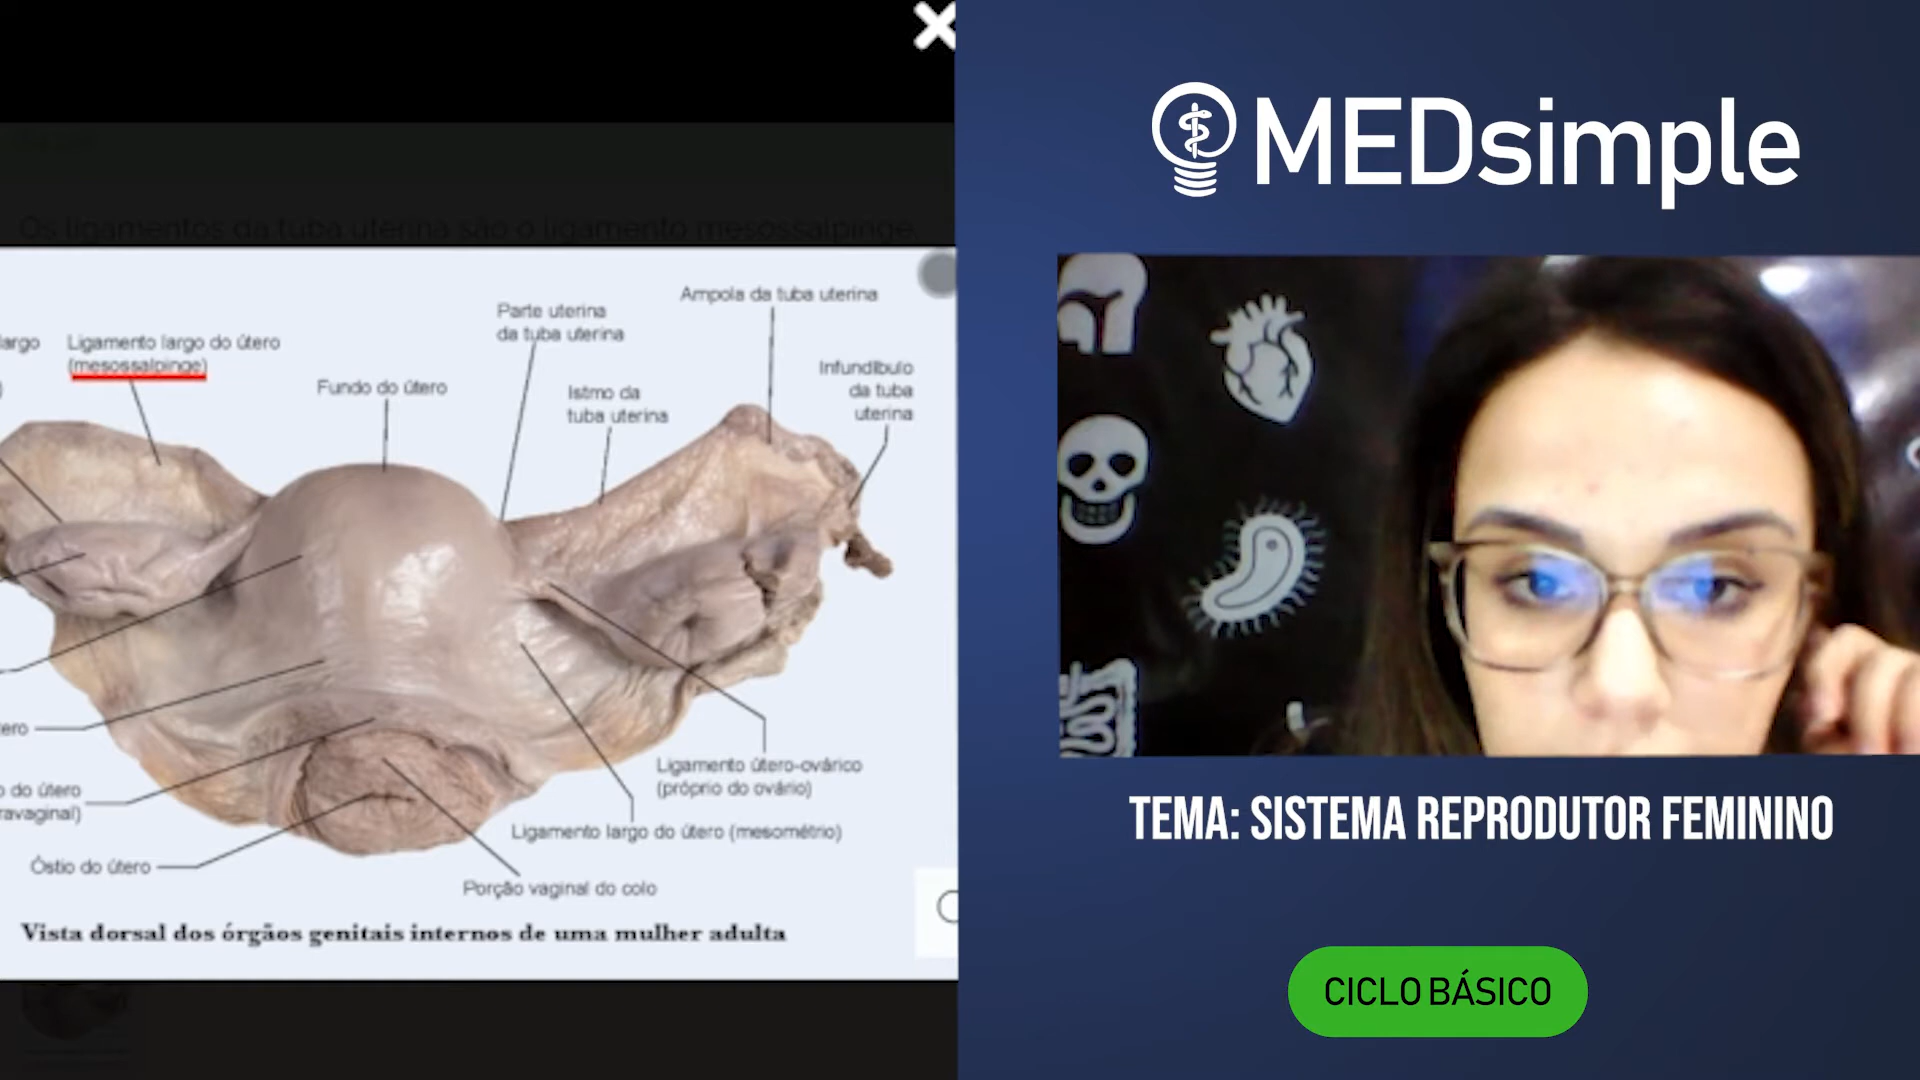 Os ligamentos da tuba uterina são o ligamento mesossalpinge
Ampola da tuba uterina
Parte uterina
da tuba uterina
largo
Ligamento largo do útero
(mesossalpinge)
Infundíbulo
da tuba
uterina
Fundo do útero
Istmo da
tuba uterina
Ligamento útero-ovárico
(próprio do ovário)
do útero
Ligamento largo do útero (mesométrio)
Óstio do útero
Porção vaginal do colo
Vista dorsal dos órgãos genitais internos de uma mulher adulta
MEDsimple
TEMA: SISTEMA REPRODUTOR FEMININO
CICLO BÁSICO